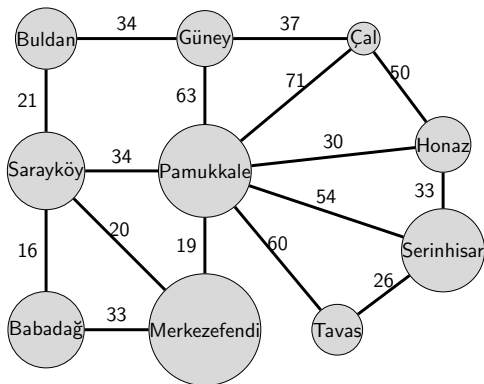 Buldan
34
Güney
37
Çal
21
63
71
50
Sarayköy
34
Pamukkale
30
Honaz
16
20
19
60
54
33
Serinhisar
26
Babadağ
33
Merkezefendi
Tavas